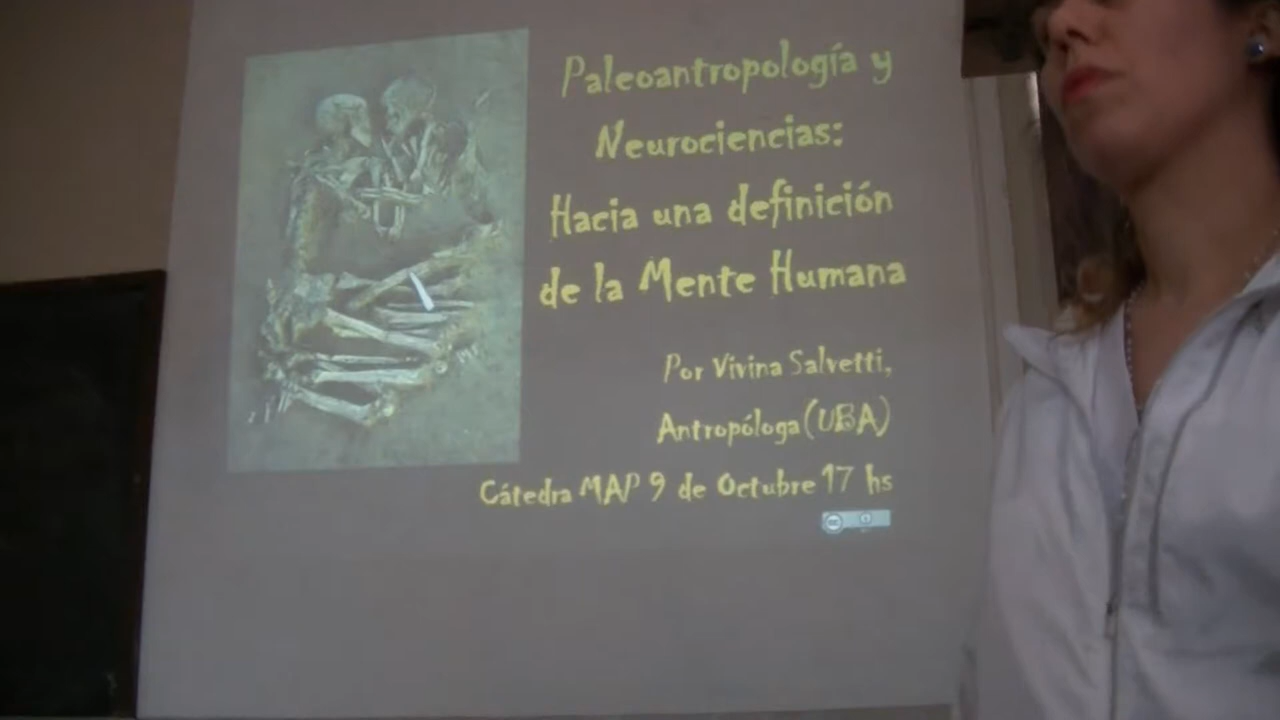 Paleoantropología y
Neurociencias:
Hacia una definición
de la Mente Humana
Por Vivina Salvetti,
Antropóloga (UBA)
Cátedra MAP 9 de Octubre 17 hs
cc